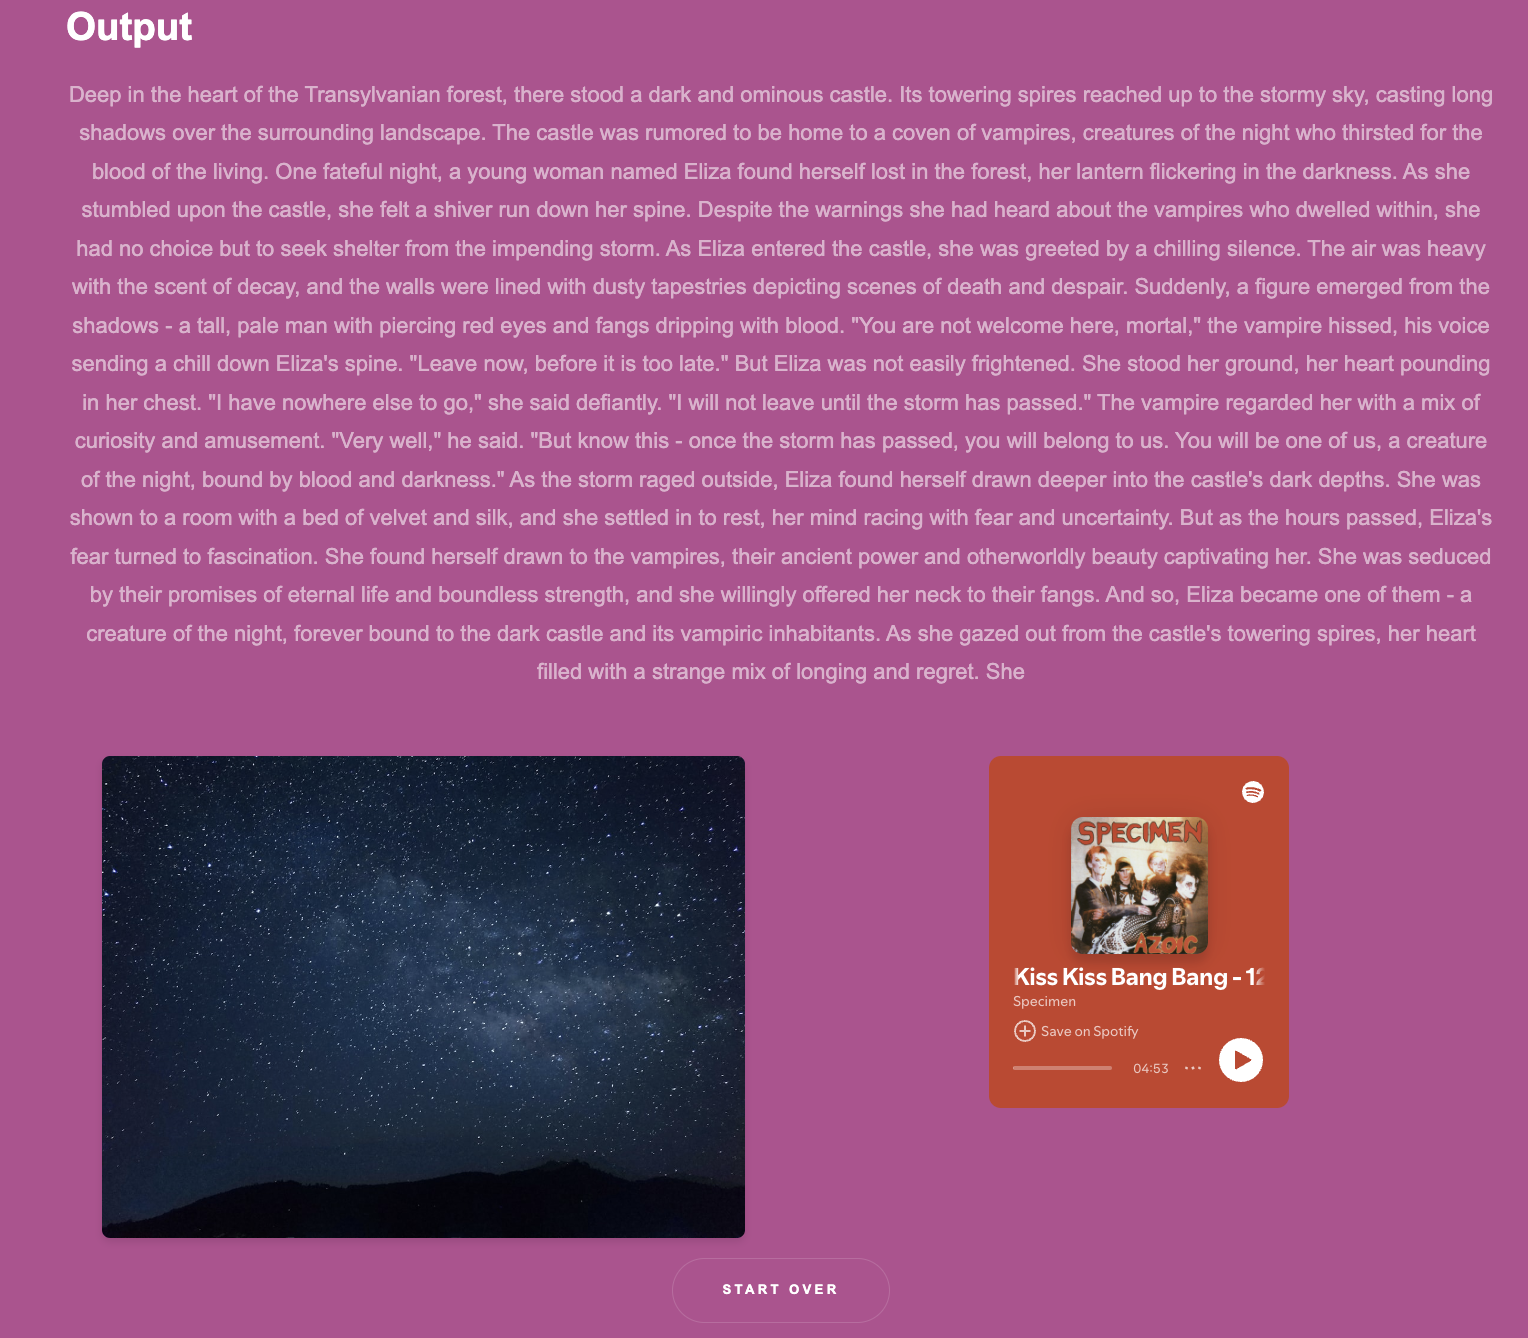 Output
Deep in the heart of the Transylvanian forest, there stood a dark and ominous castle. Its towering spires reached up to the stormy sky, casting long
shadows over the surrounding landscape. The castle was rumored to be home to a coven of vampires, creatures of the night who thirsted for the
blood of the living. One fateful night, a young woman named Eliza found herself lost in the forest, her lantern flickering in the darkness. As she
stumbled upon the castle, she felt a shiver run down her spine. Despite the warnings she had heard about the vampires who dwelled within, she
had no choice but to seek shelter from the impending storm. As Eliza entered the castle, she was greeted by a chilling silence. The air was heavy
with the scent of decay, and the walls were lined with dusty tapestries depicting scenes of death and despair. Suddenly, a figure emerged from the
shadows - a tall, pale man with piercing red eyes and fangs dripping with blood. "You are not welcome here, mortal," the vampire hissed, his voice
sending a chill down Eliza's spine. "Leave now, before it is too late." But Eliza was not easily frightened. She stood her ground, her heart pounding
in her chest. "I have nowhere else to go," she said defiantly. "I will not leave until the storm has passed." The vampire regarded her with a mix of
curiosity and amusement. "Very well," he said. "But know this - once the storm has passed, you will belong to us. You will be one of us, a creature
of the night, bound by blood and darkness." As the storm raged outside, Eliza found herself drawn deeper into the castle's dark depths. She was
shown to a room with a bed of velvet and silk, and she settled in to rest, her mind racing with fear and uncertainty. But as the hours passed, Eliza's
fear turned to fascination. She found herself drawn to the vampires, their ancient power and otherworldly beauty captivating her. She was seduced
by their promises of eternal life and boundless strength, and she willingly offered her neck to their fangs. And so, Eliza became one of them - a
creature of the night, forever bound to the dark castle and its vampiric inhabitants. As she gazed out from the castle's towering spires, her heart
filled with a strange mix of longing and regret. She
SPECIMEN
AZOIC
Kiss Kiss Bang Bang - 12
Specimen
Save on Spotify
04:53
START OVER